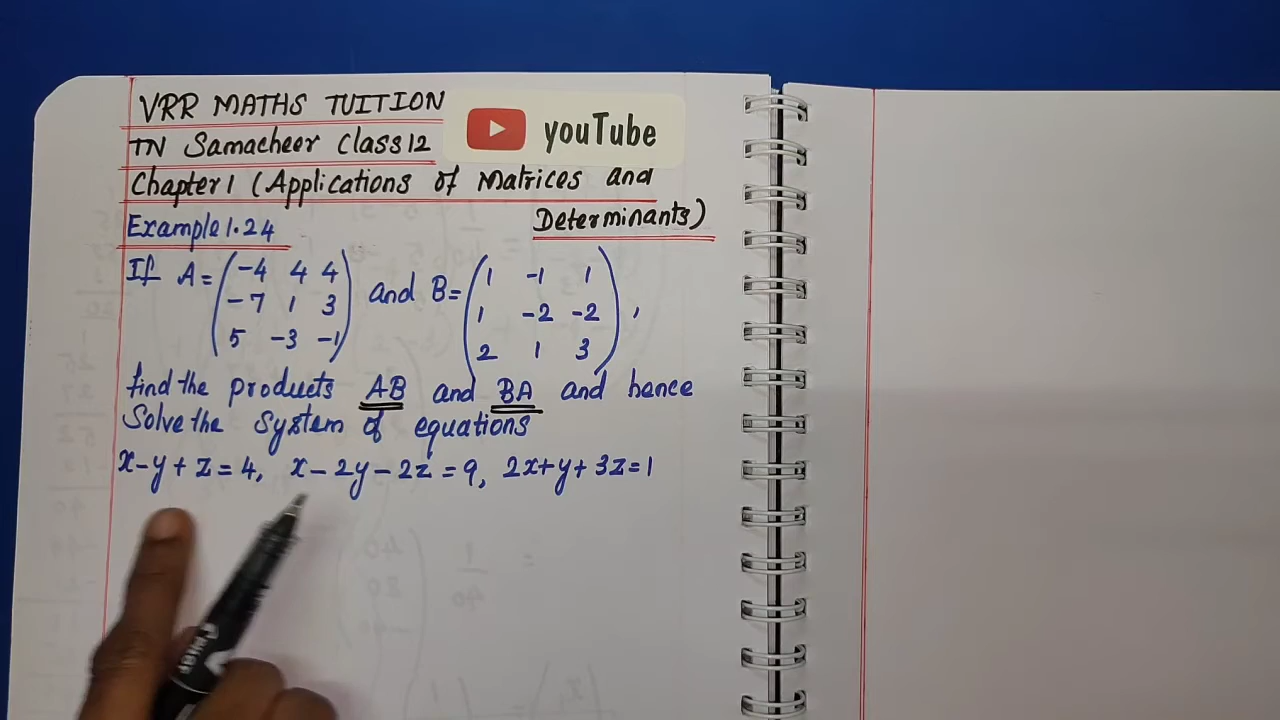 VRR MATHS TUITION
YouTube
TN Samacheer Class 12
Chapter 1 (Applications of Matrices and
Determinants)
Example 1.24
If A = (-4 4 4
-7 1 3
5 -3 -1) and B = (1 -1 1
1 -2 -2
2 1 3),
find the products AB and BA and hence
Solve the System of equations
x-y+z=4, x-2y-2z=9, 2x+y+3z=1